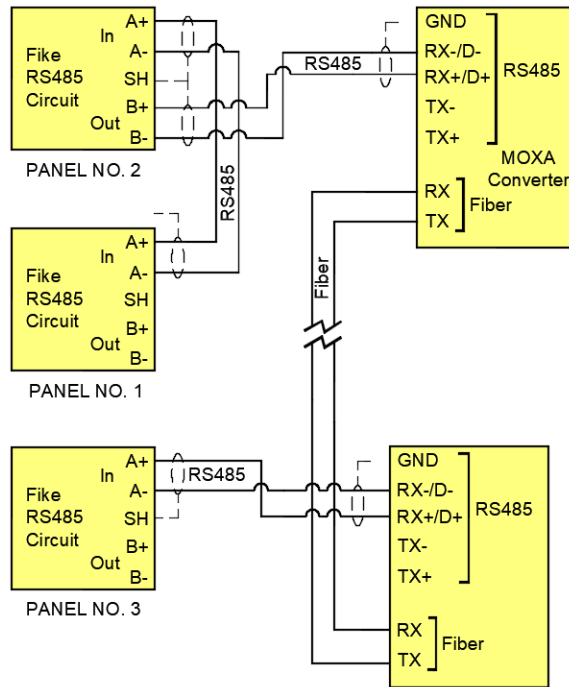 A+
In
A-
Fike
RS485
Circuit
SH
B+
Out
B-
PANEL NO. 2
GND
RX-/D-
RX+/D+
TX-
TX+
RS485
MOXA
Converter
RX
TX
Fiber
RS485
RS485
A+
In
A-
Fike
RS485
Circuit
SH
B+
Out
B-
PANEL NO. 1
Fiber
A+
In
A-
Fike
RS485
Circuit
SH
B+
Out
B-
PANEL NO. 3
RS485
GND
RX-/D-
RX+/D+
TX-
TX+
RS485
RX
TX
Fiber